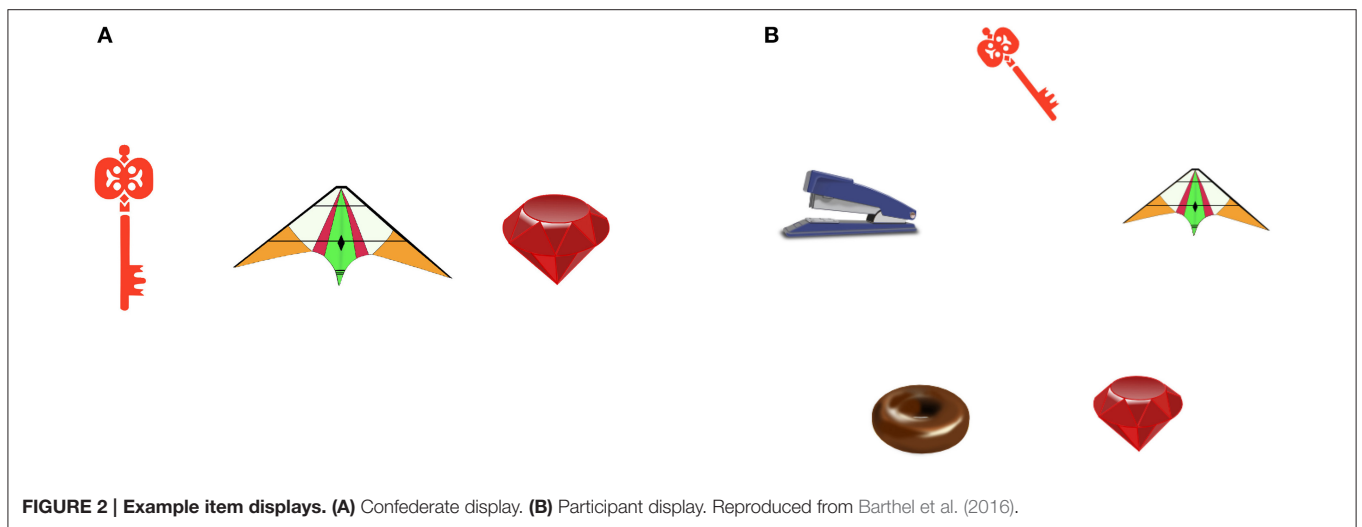 A
B
FIGURE 2 | Example item displays. (A) Confederate display. (B) Participant display. Reproduced from Barthel et al. (2016).